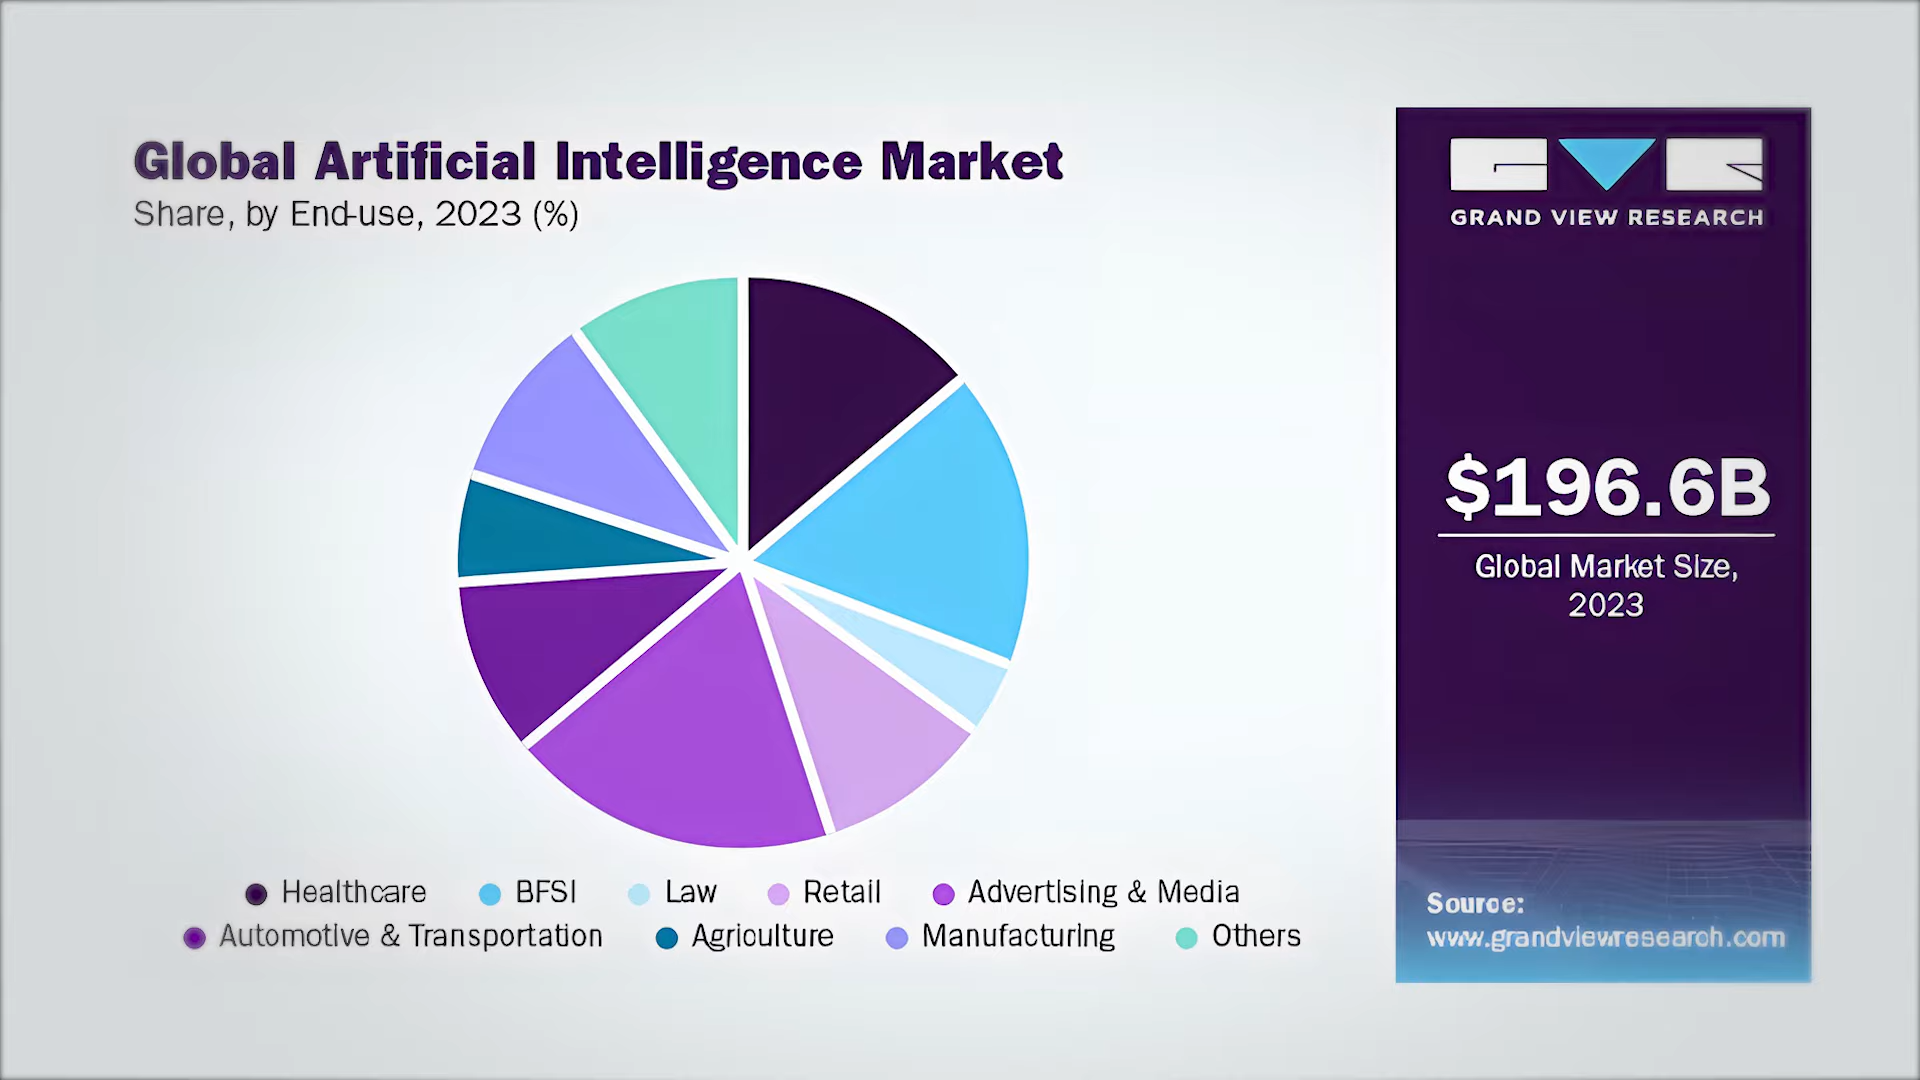 Global Artificial Intelligence Market
Share, by End-use, 2023 (%)
Healthcare
BFSI
Law
Retail
Advertising & Media
Automotive & Transportation
Agriculture
Manufacturing
Others
GRAND VIEW RESEARCH
$196.6B
Global Market Size,
2023
Source:
www.grandviewresearch.com